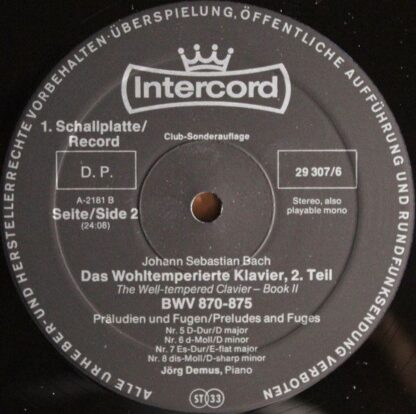 ALLE URHEBER- UND HERSTELLERRECHTE VORBEHALTEN · ÜBERSPIELUNG, ÖFFENTLICHE AUFFÜHRUNG UND RUNDFUNKSENDUNG VERBOTEN
Intercord
1. Schallplatte/
Record
Club-Sonderauflage
D. P.
29 307/6
A-2181 B
Seite/Side 2
(24:06)
Stereo, also
playable mono
Johann Sebastian Bach
Das Wohltemperierte Klavier, 2. Teil
The Well-tempered Clavier – Book II
BWV 870-875
Präludien und Fugen/Preludes and Fuges
Nr. 5 D-Dur/D major
Nr. 6 d-Moll/D minor
Nr. 7 Es-Dur/E-flat major
Nr. 8 dis-Moll/D-sharp minor
Jörg Demus, Piano
ST 33